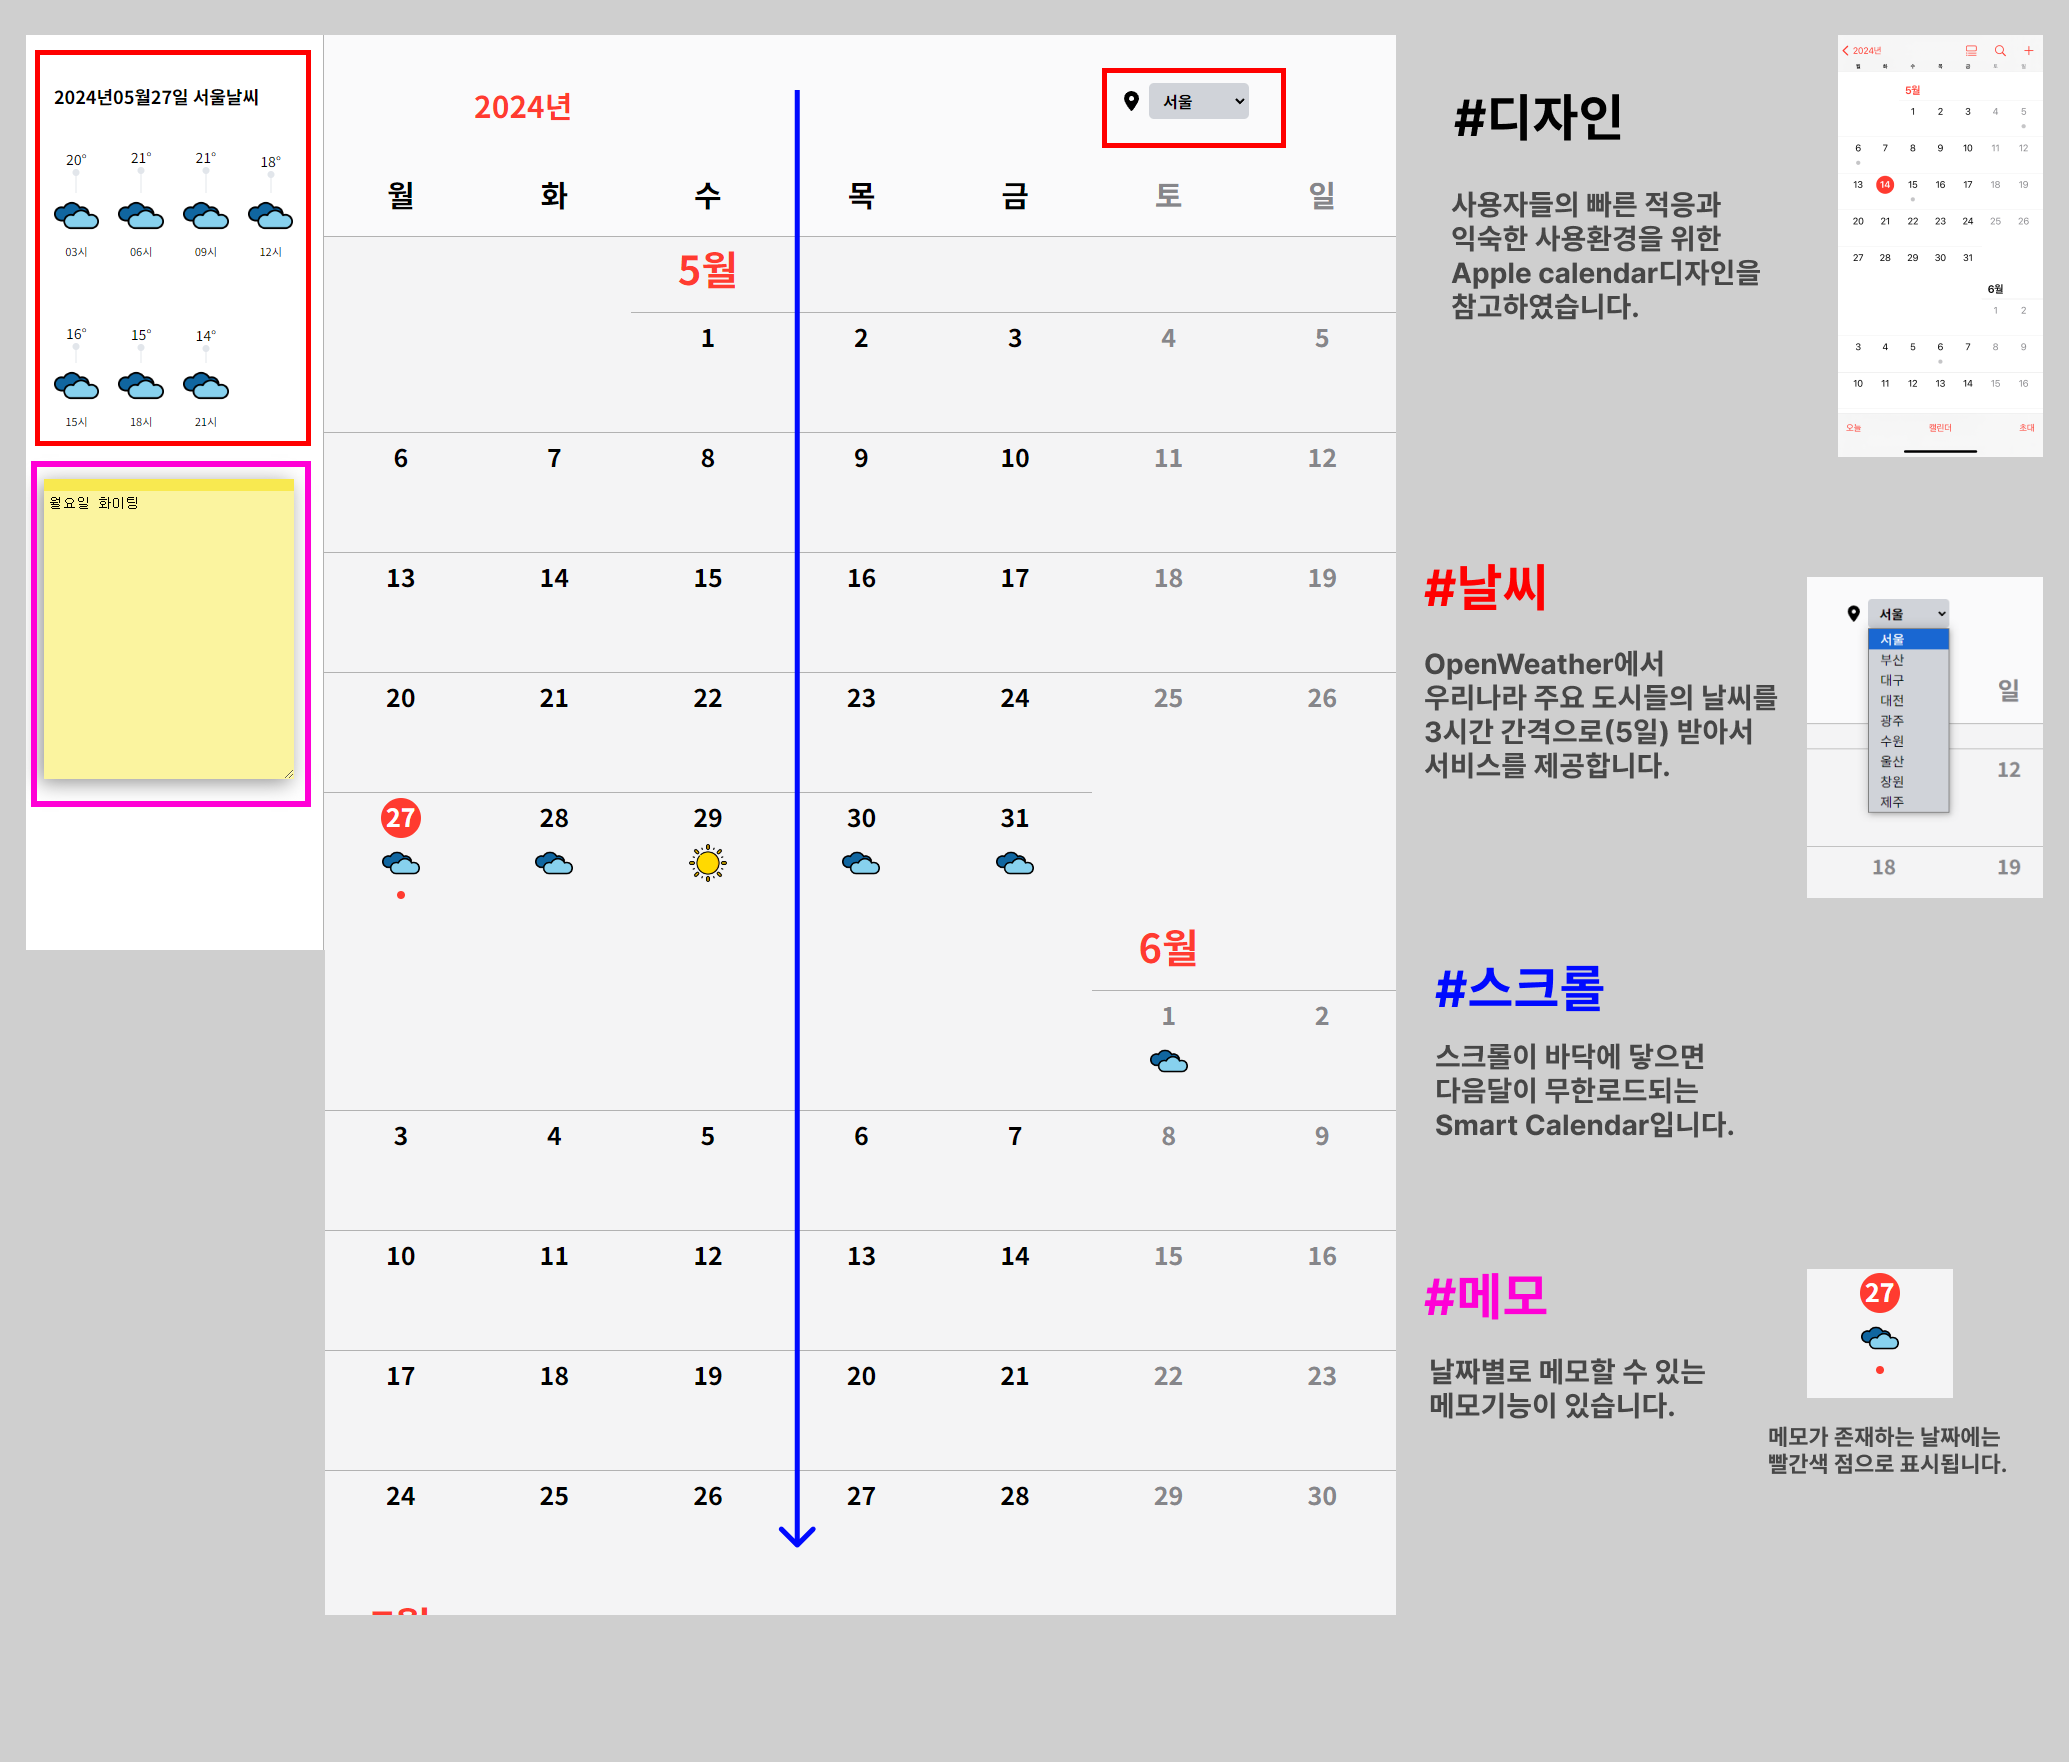 2024년05월27일 서울날씨
20° 21° 21° 18°
03시 06시 09시 12시
16° 15° 14°
15시 18시 21시
월요일 화이팅
2024년
서울
월 화 수 목 금 토 일
5월
1 2 3 4 5
6 7 8 9 10 11 12
13 14 15 16 17 18 19
20 21 22 23 24 25 26
27 28 29 30 31
6월
1 2
3 4 5 6 7 8 9
10 11 12 13 14 15 16
17 18 19 20 21 22 23
24 25 26 27 28 29 30
#디자인
사용자들의 빠른 적응과
익숙한 사용환경을 위한
Apple calendar디자인을
참고하였습니다.
2024년
월 화 수 목 금 토 일
5월
1 2 3 4 5
6 7 8 9 10 11 12
13 14 15 16 17 18 19
20 21 22 23 24 25 26
27 28 29 30 31
6월
1 2
3 4 5 6 7 8 9
10 11 12 13 14 15 16
오늘 캘린더 초대
#날씨
OpenWeather에서
우리나라 주요 도시들의 날씨를
3시간 간격으로(5일) 받아서
서비스를 제공합니다.
서울
서울
부산
대구
대전
광주
수원
울산
창원
제주
일
12
18 19
#스크롤
스크롤이 바닥에 닿으면
다음달이 무한로드되는
Smart Calendar입니다.
#메모
날짜별로 메모할 수 있는
메모기능이 있습니다.
27
메모가 존재하는 날짜에는
빨간색 점으로 표시됩니다.